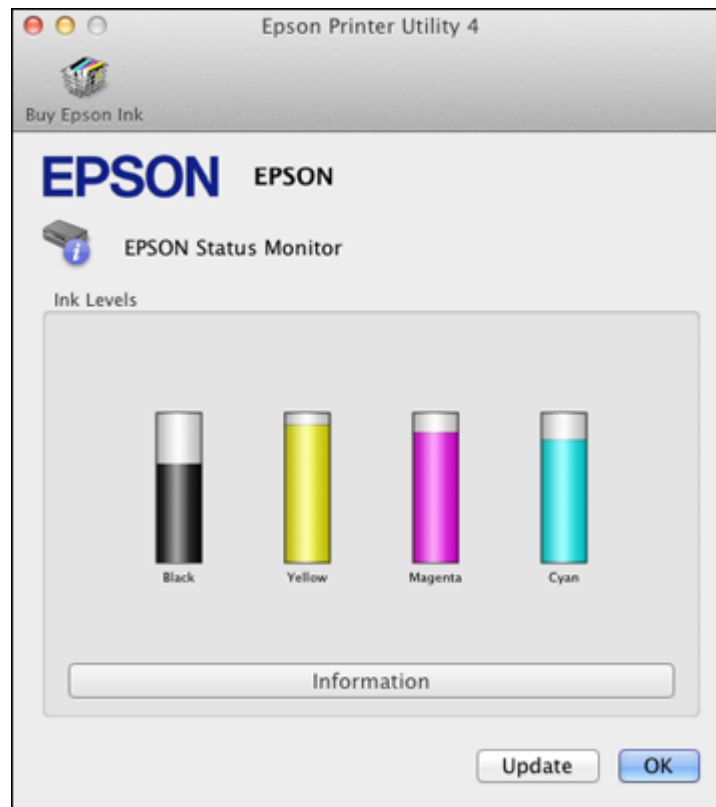 Epson Printer Utility 4
Buy Epson Ink
EPSON EPSON
EPSON Status Monitor
Ink Levels
Black Yellow Magenta Cyan
Information
Update OK